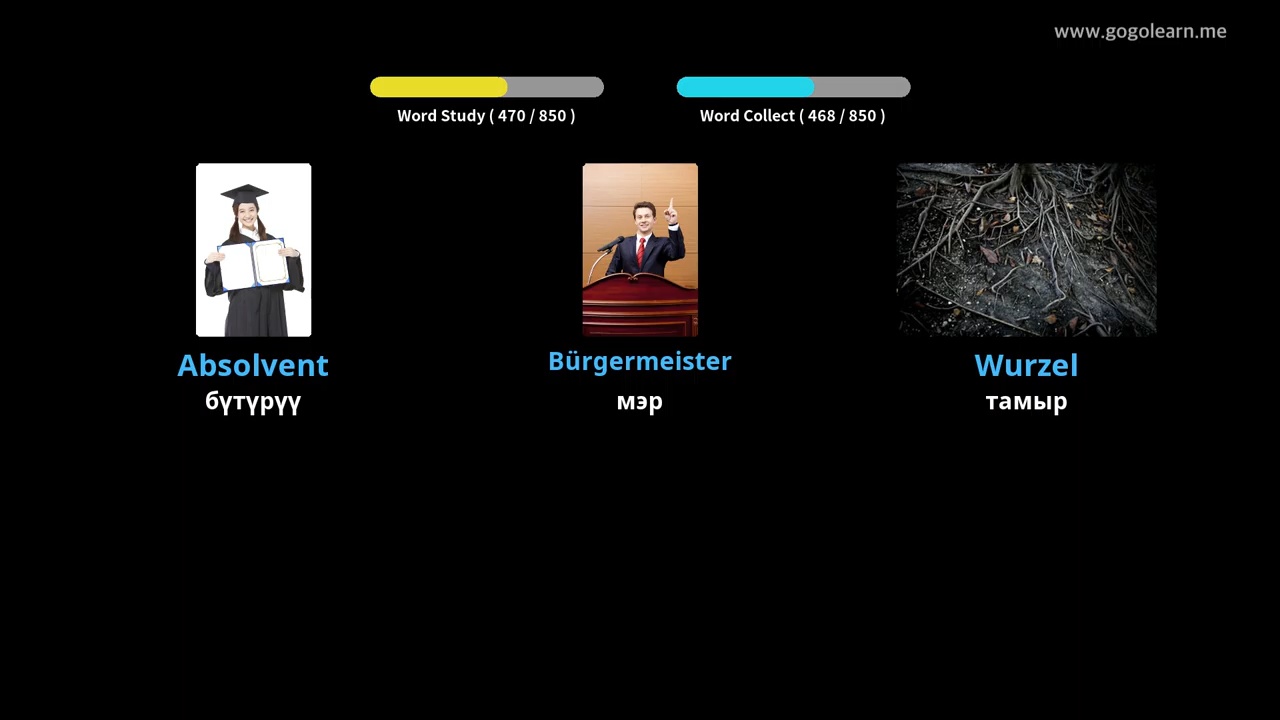 www.gogolearn.me
Word Study ( 470 / 850 )
Word Collect ( 468 / 850 )
Absolvent
бүтүрүү
Bürgermeister
мэр
Wurzel
тамыр